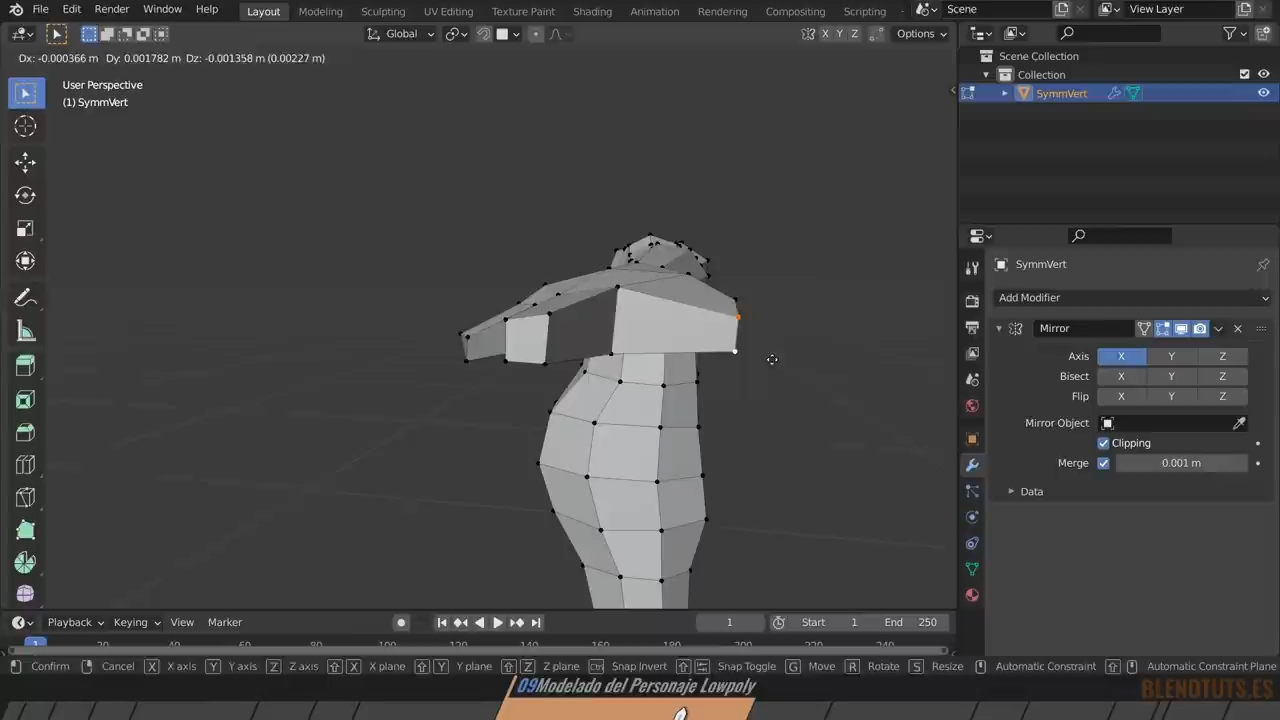 File Edit Render Window Help Layout Modeling Sculpting UV Editing Texture Paint Shading Animation Rendering Compositing Scripting Scene View Layer
Global X Y Z Options
Dx: -0.000366 m Dy: 0.001782 m Dz: -0.001358 m (0.00227 m)
User Perspective
(1) SymmVert
Scene Collection
Collection
SymmVert
SymmVert
Add Modifier
Mirror
Axis X Y Z
Bisect X Y Z
Flip X Y Z
Mirror Object
Clipping
Merge 0.001 m
Data
Playback Keying View Marker 1 Start 1 End 250
1
Confirm Cancel X X axis Y Y axis Z Z axis X X plane Y Y plane Z Z plane Ctrl Snap Invert Snap Toggle G Move R Rotate S Resize Automatic Constraint Automatic Constraint Plane
09Modelado del Personaje Lowpoly
BLENDTUTS.ES